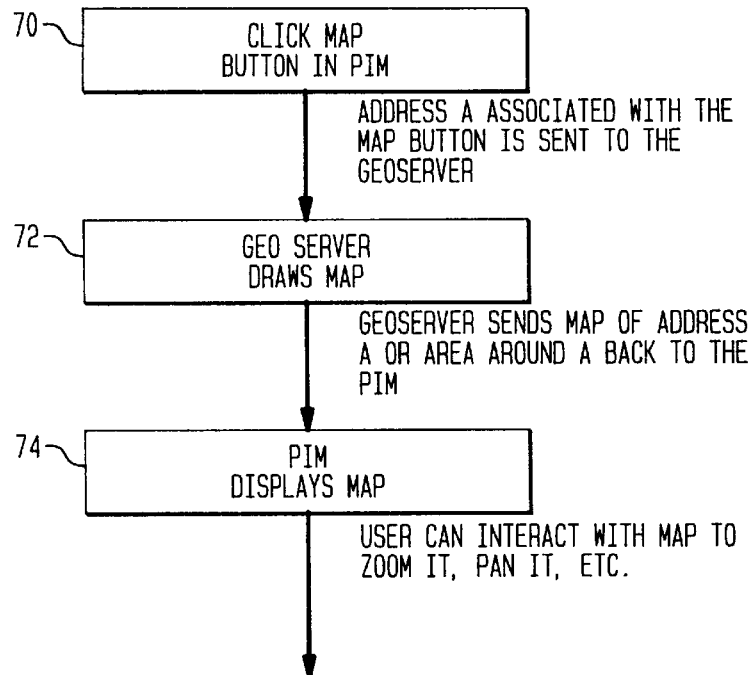 70
CLICK MAP
BUTTON IN PIM
ADDRESS A ASSOCIATED WITH THE
MAP BUTTON IS SENT TO THE
GEOSERVER
72
GEO SERVER
DRAWS MAP
GEOSERVER SENDS MAP OF ADDRESS
A OR AREA AROUND A BACK TO THE
PIM
74
PIM
DISPLAYS MAP
USER CAN INTERACT WITH MAP TO
ZOOM IT, PAN IT, ETC.